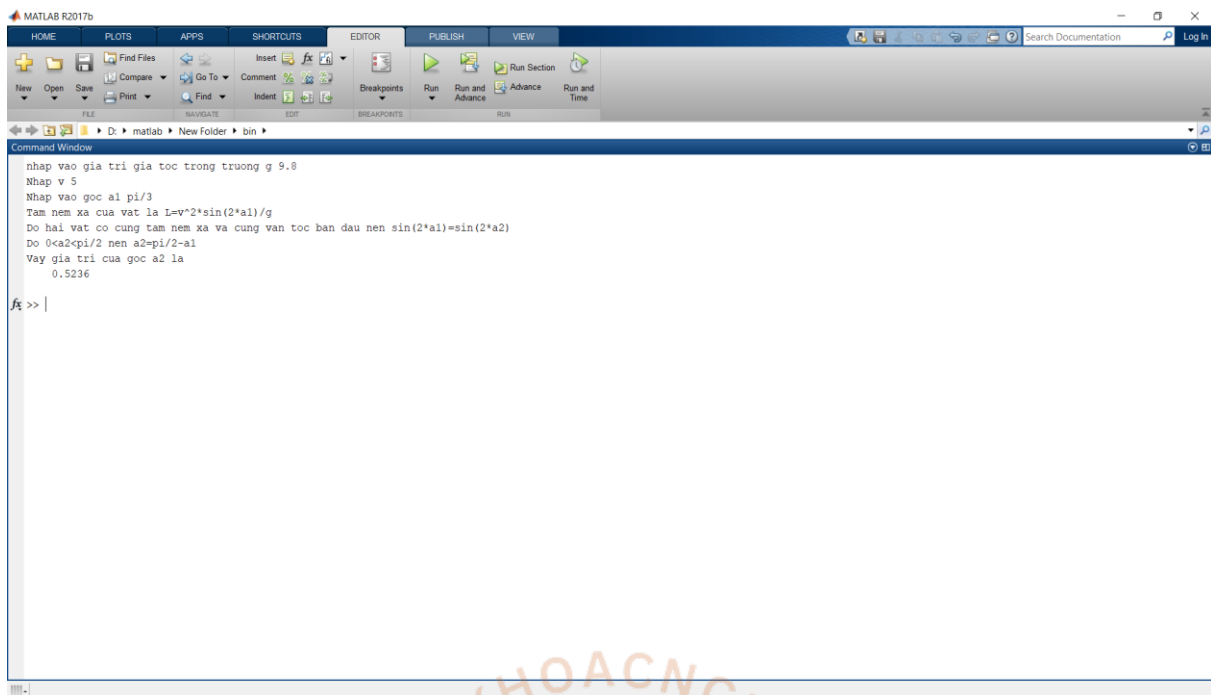 MATLAB R2017b
HOME PLOTS APPS SHORTCUTS EDITOR PUBLISH VIEW Search Documentation Log In
Find Files Insert fx
Compare Go To Comment Run Section
New Open Save Print Find Indent Breakpoints Run Run and Advance Advance Run and Time
FILE NAVIGATE EDIT BREAKPOINTS RUN
D: matlab New Folder bin
Command Window
nhap vao gia tri gia toc trong truong g 9.8
Nhap v 5
Nhap vao goc a1 pi/3
Tam nem xa cua vat la L=v^2*sin(2*a1)/g
Do hai vat co cung tam nem xa va cung van toc ban dau nen sin(2*a1)=sin(2*a2)
Do 0<a2<pi/2 nen a2=pi/2-a1
Vay gia tri cua goc a2 la
0.5236
fx >>
KHOACNC